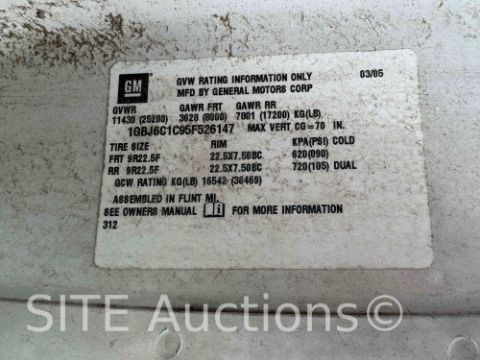 GM
GVW RATING INFORMATION ONLY 03/05
MFD BY GENERAL MOTORS CORP
GVWR GAWR FRT GAWR RR
11430 (25200) 3628 (8000) 7801 (17200) KG(LB)
1GBJ6C1C95F526147 MAX VERT CG=70 IN.
TIRE SIZE RIM KPA(PSI) COLD
FRT 9R22.5F 22.5X7.50BC 620(090)
RR 9R22.5F 22.5X7.50BC 720(105) DUAL
GCW RATING KG(LB) 16542 (36469)
ASSEMBLED IN FLINT MI.
SEE OWNERS MANUAL FOR MORE INFORMATION
312
SITE Auctions.com©